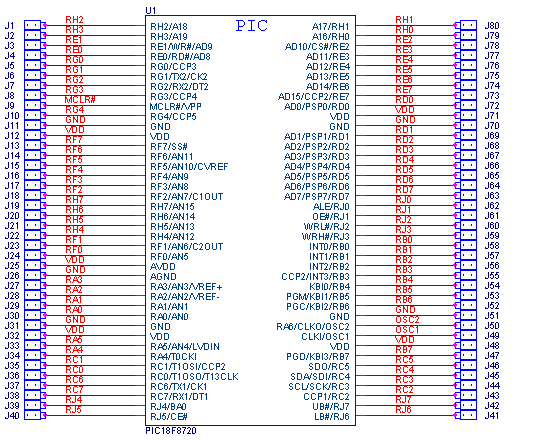 U1
PIC
J1 RH2 RH2/A18 A17/RH1 RH1 J80
J2 RH3 RH3/A19 A16/RH0 RH0 J79
J3 RE1 RE1/WR#/AD9 AD10/CS#/RE2 RE2 J78
J4 RE0 RE0/RD#/AD8 AD11/RE3 RE3 J77
J5 RG0 RG0/CCP3 AD12/RE4 RE4 J76
J6 RG1 RG1/TX2/CK2 AD13/RE5 RE5 J75
J7 RG2 RG2/RX2/DT2 AD14/RE6 RE6 J74
J8 RG3 RG3/CCP4 AD15/CCP2/RE7 RE7 J73
J9 MCLR# MCLR#/VPP AD0/PSP0/RD0 RD0 J72
J10 RG4 RG4/CCP5 VDD VDD J71
J11 GND GND GND GND J70
J12 VDD VDD AD1/PSP1/RD1 RD1 J69
J13 RF7 RF7/SS# AD2/PSP2/RD2 RD2 J68
J14 RF6 RF6/AN11 AD3/PSP3/RD3 RD3 J67
J15 RF5 RF5/AN10/CVREF AD4/PSP4/RD4 RD4 J66
J16 RF4 RF4/AN9 AD5/PSP5/RD5 RD5 J65
J17 RF3 RF3/AN8 AD6/PSP6/RD6 RD6 J64
J18 RF2 RF2/AN7/C1OUT AD7/PSP7/RD7 RD7 J63
J19 RH7 RH7/AN15 ALE/RJ0 RJ0 J62
J20 RH6 RH6/AN14 OE#/RJ1 RJ1 J61
J21 RH5 RH5/AN13 WRL#/RJ2 RJ2 J60
J22 RH4 RH4/AN12 WRH#/RJ3 RJ3 J59
J23 RF1 RF1/AN6/C2OUT INT0/RB0 RB0 J58
J24 RF0 RF0/AN5 INT1/RB1 RB1 J57
J25 VDD AVDD INT2/RB2 RB2 J56
J26 GND AGND CCP2/INT3/RB3 RB3 J55
J27 RA3 RA3/AN3/VREF+ KBI0/RB4 RB4 J54
J28 RA2 RA2/AN2/VREF- PGM/KBI1/RB5 RB5 J53
J29 RA1 RA1/AN1 PGC/KBI2/RB6 RB6 J52
J30 RA0 RA0/AN0 GND GND J51
J31 GND GND RA6/CLKO/OSC2 OSC2 J50
J32 VDD VDD CLKI/OSC1 OSC1 J49
J33 RA5 RA5/AN4/LVDIN VDD VDD J48
J34 RA4 RA4/T0CKI PGD/KBI3/RB7 RB7 J47
J35 RC1 RC1/T1OSI/CCP2 SDO/RC5 RC5 J46
J36 RC0 RC0/T1OSO/T13CLK SDA/SDI/RC4 RC4 J45
J37 RC6 RC6/TX1/CK1 SCL/SCK/RC3 RC3 J44
J38 RC7 RC7/RX1/DT1 CCP1/RC2 RC2 J43
J39 RJ4 RJ4/BA0 UB#/RJ7 RJ7 J42
J40 RJ5 RJ5/CE# LB#/RJ6 RJ6 J41
PIC18F8720